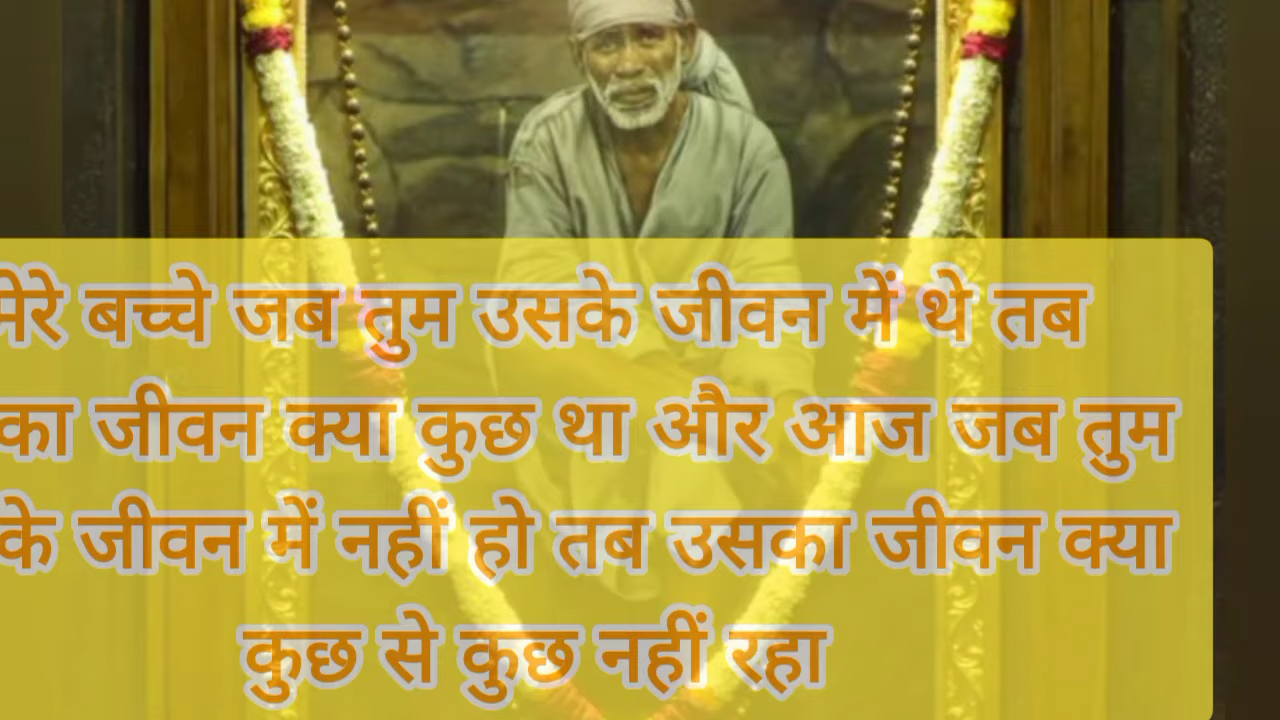 मेरे बच्चे जब तुम उसके जीवन में थे तब
का जीवन क्या कुछ था और आज जब तुम
के जीवन में नहीं हो तब उसका जीवन क्या
कुछ से कुछ नहीं रहा